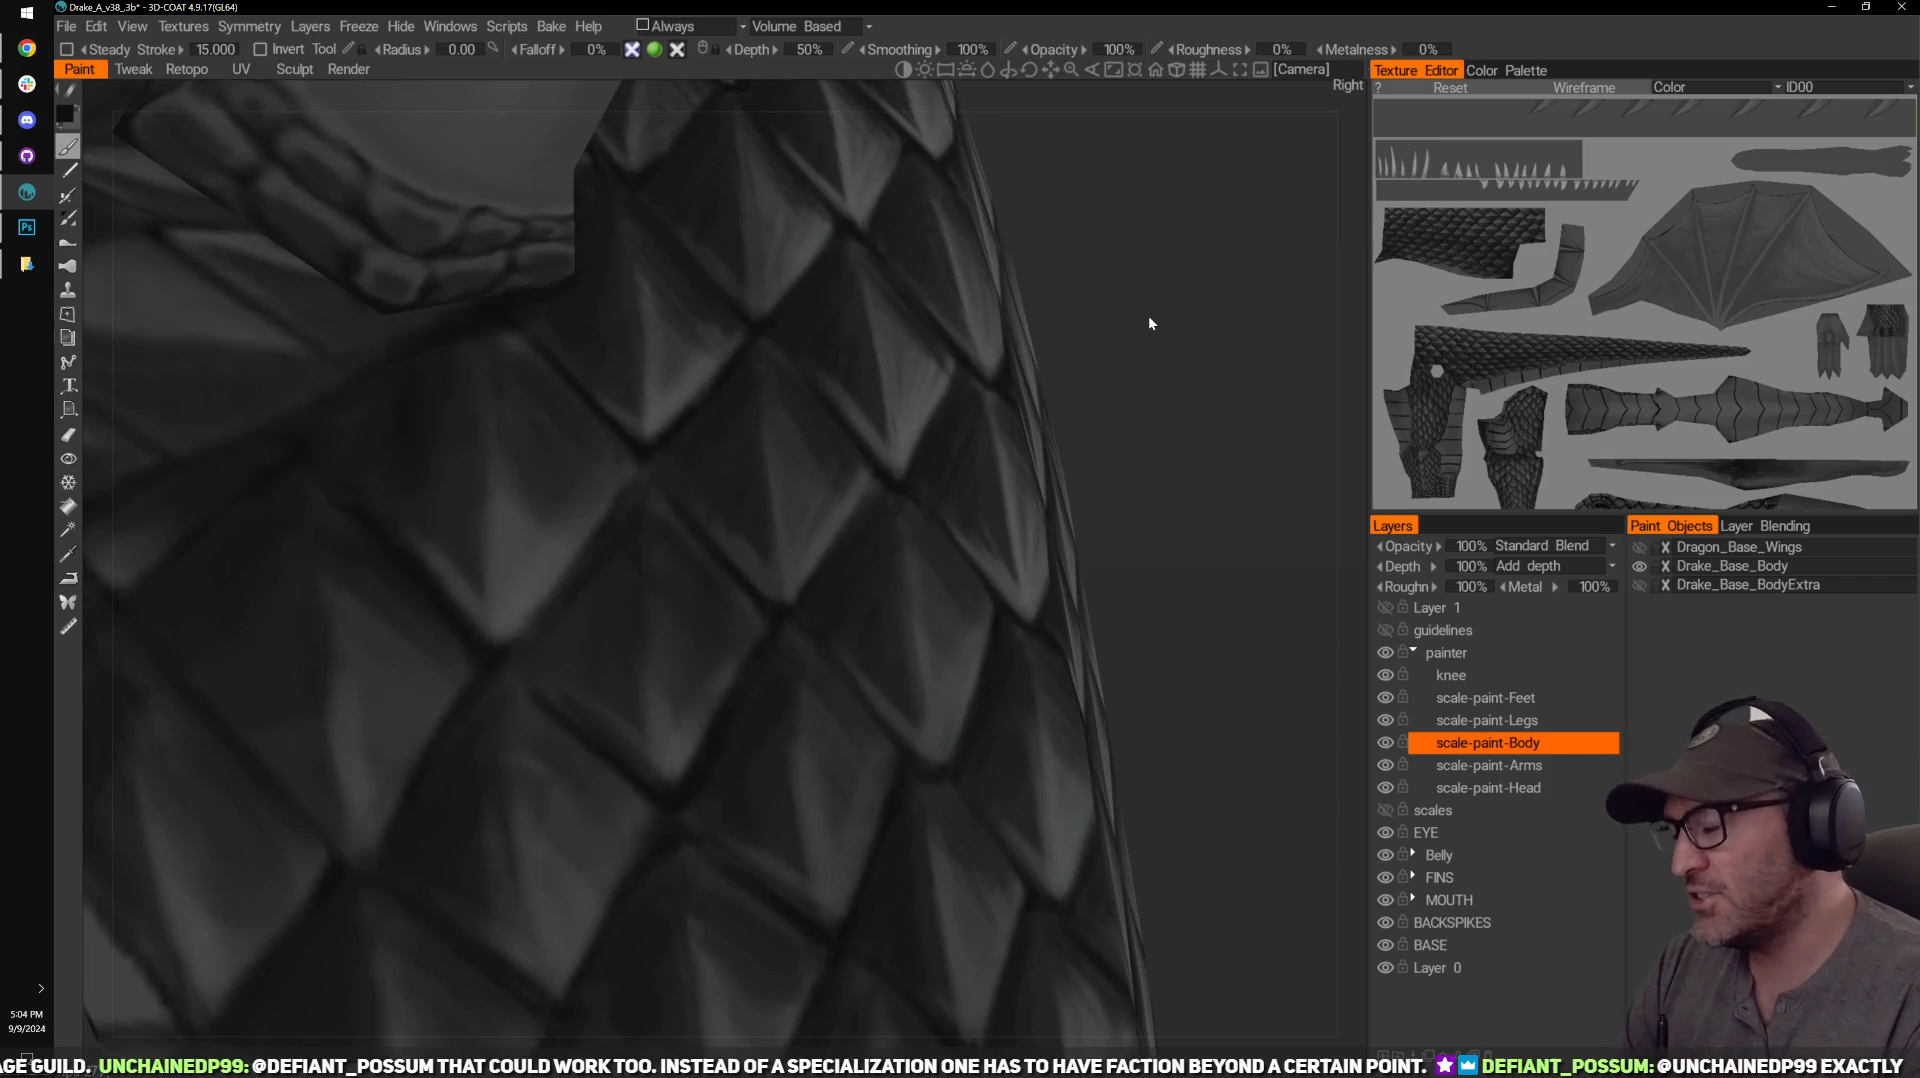 Drake_A_v38_.3b* - 3D-COAT 4.9.17(GL64)
File Edit View Textures Symmetry Layers Freeze Hide Windows Scripts Bake Help Always Volume Based
Steady Stroke 15.000 Invert Tool Radius 0.00 Falloff 0% Depth 50% Smoothing 100% Opacity 100% Roughness 0% Metalness 0%
Paint Tweak Retopo UV Sculpt Render [Camera]
Right
Texture Editor Color Palette
? Reset Wireframe Color ID00
Ps
Layers
Opacity 100% Standard Blend
Depth 100% Add depth
Roughn 100% Metal 100%
Layer 1
guidelines
painter
knee
scale-paint-Feet
scale-paint-Legs
scale-paint-Body
scale-paint-Arms
scale-paint-Head
scales
EYE
Belly
FINS
MOUTH
BACKSPIKES
BASE
Layer 0
Paint Objects Layer Blending
X Dragon_Base_Wings
X Drake_Base_Body
X Drake_Base_BodyExtra
5:04 PM
9/9/2024
AGE GUILD. UNCHAINEDP99: @DEFIANT_POSSUM THAT COULD WORK TOO. INSTEAD OF A SPECIALIZATION ONE HAS TO HAVE FACTION BEYOND A CERTAIN POINT. DEFIANT_POSSUM: @UNCHAINEDP99 EXACTLY